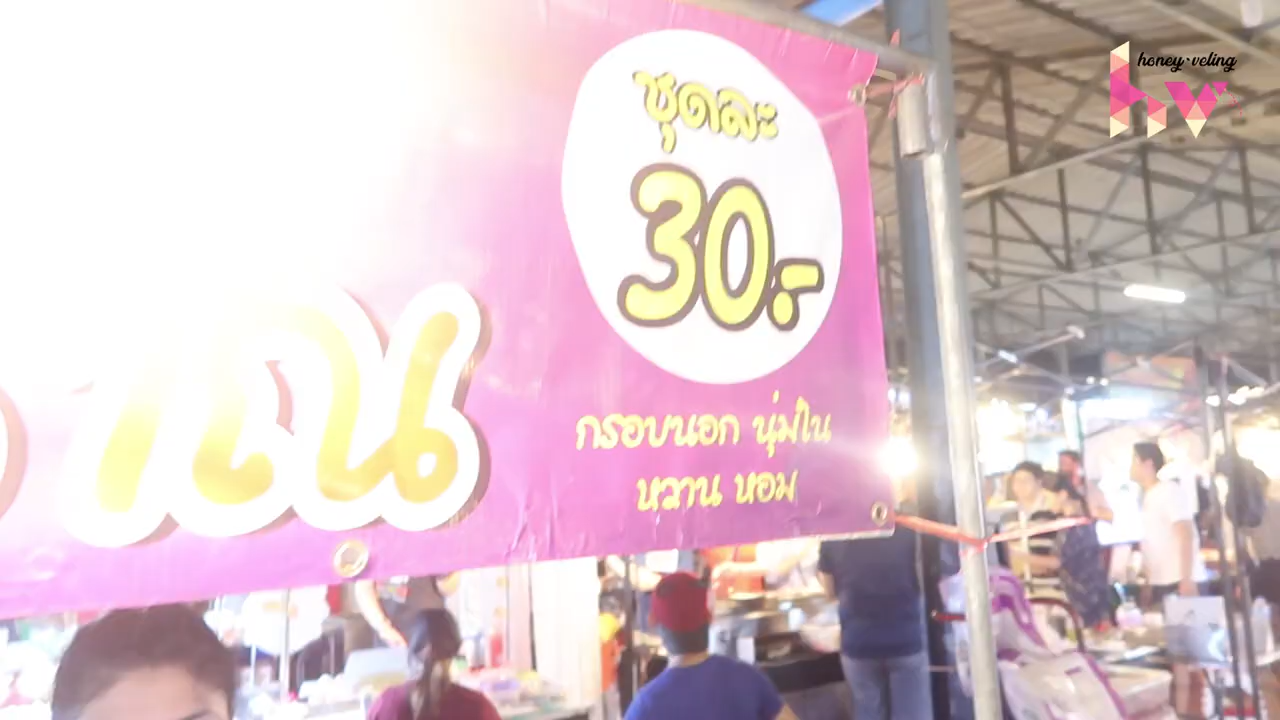 ชุดละ
30.-
กรอบนอก นุ่มใน
หวาน หอม
honey·veling
hv